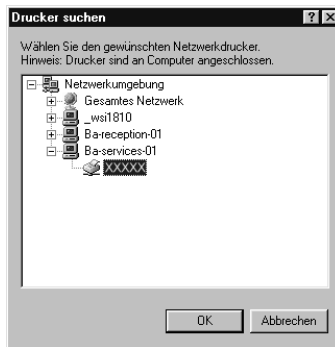 Drucker suchen
Wählen Sie den gewünschten Netzwerkdrucker.
Hinweis: Drucker sind an Computer angeschlossen.
Netzwerkumgebung
Gesamtes Netzwerk
_wsi1810
Ba-reception-01
Ba-services-01
XXXXX
OK Abbrechen